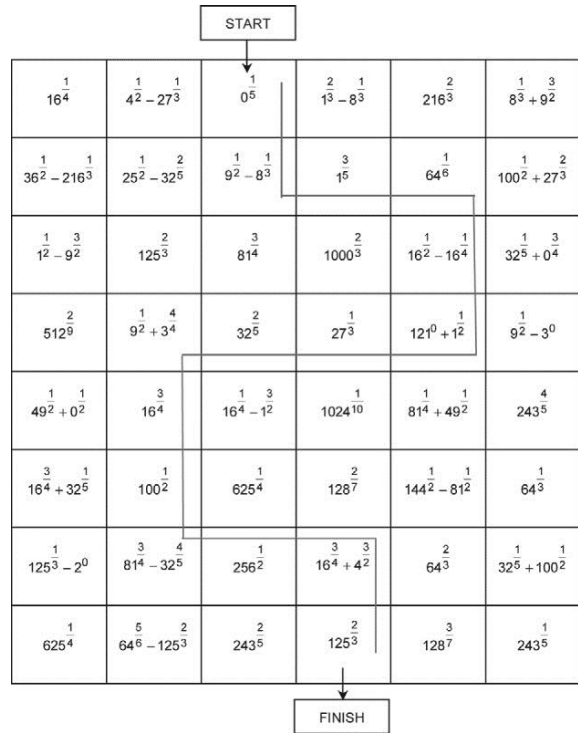 START
16^(1/4) 4^(1/2) − 27^(1/3) 0^(1/5) 1^(2/3) − 8^(1/3) 216^(2/3) 8^(1/3) + 9^(3/2)
36^(1/2) − 216^(1/3) 25^(1/2) − 32^(2/5) 9^(1/2) − 8^(1/3) 1^(3/5) 64^(1/6) 100^(1/2) + 27^(2/3)
1^(1/2) − 9^(3/2) 125^(2/3) 81^(3/4) 1000^(2/3) 16^(1/2) − 16^(1/4) 32^(1/5) + 0^(3/4)
512^(2/9) 9^(1/2) + 3^(4/4) 32^(2/5) 27^(1/3) 121^0 + 1^(1/2) 9^(1/2) − 3^0
49^(1/2) + 0^(1/2) 16^(3/4) 16^(1/4) − 1^(3/2) 1024^(1/10) 81^(1/4) + 49^(1/2) 243^(4/5)
16^(3/4) + 32^(1/5) 100^(1/2) 625^(1/4) 128^(2/7) 144^(1/2) − 81^(1/2) 64^(1/3)
125^(1/3) − 2^0 81^(3/4) − 32^(4/5) 256^(1/2) 16^(3/4) + 4^(3/2) 64^(2/3) 32^(1/5) + 100^(1/2)
625^(1/4) 64^(5/6) − 125^(2/3) 243^(2/5) 125^(2/3) 128^(3/7) 243^(1/5)
FINISH